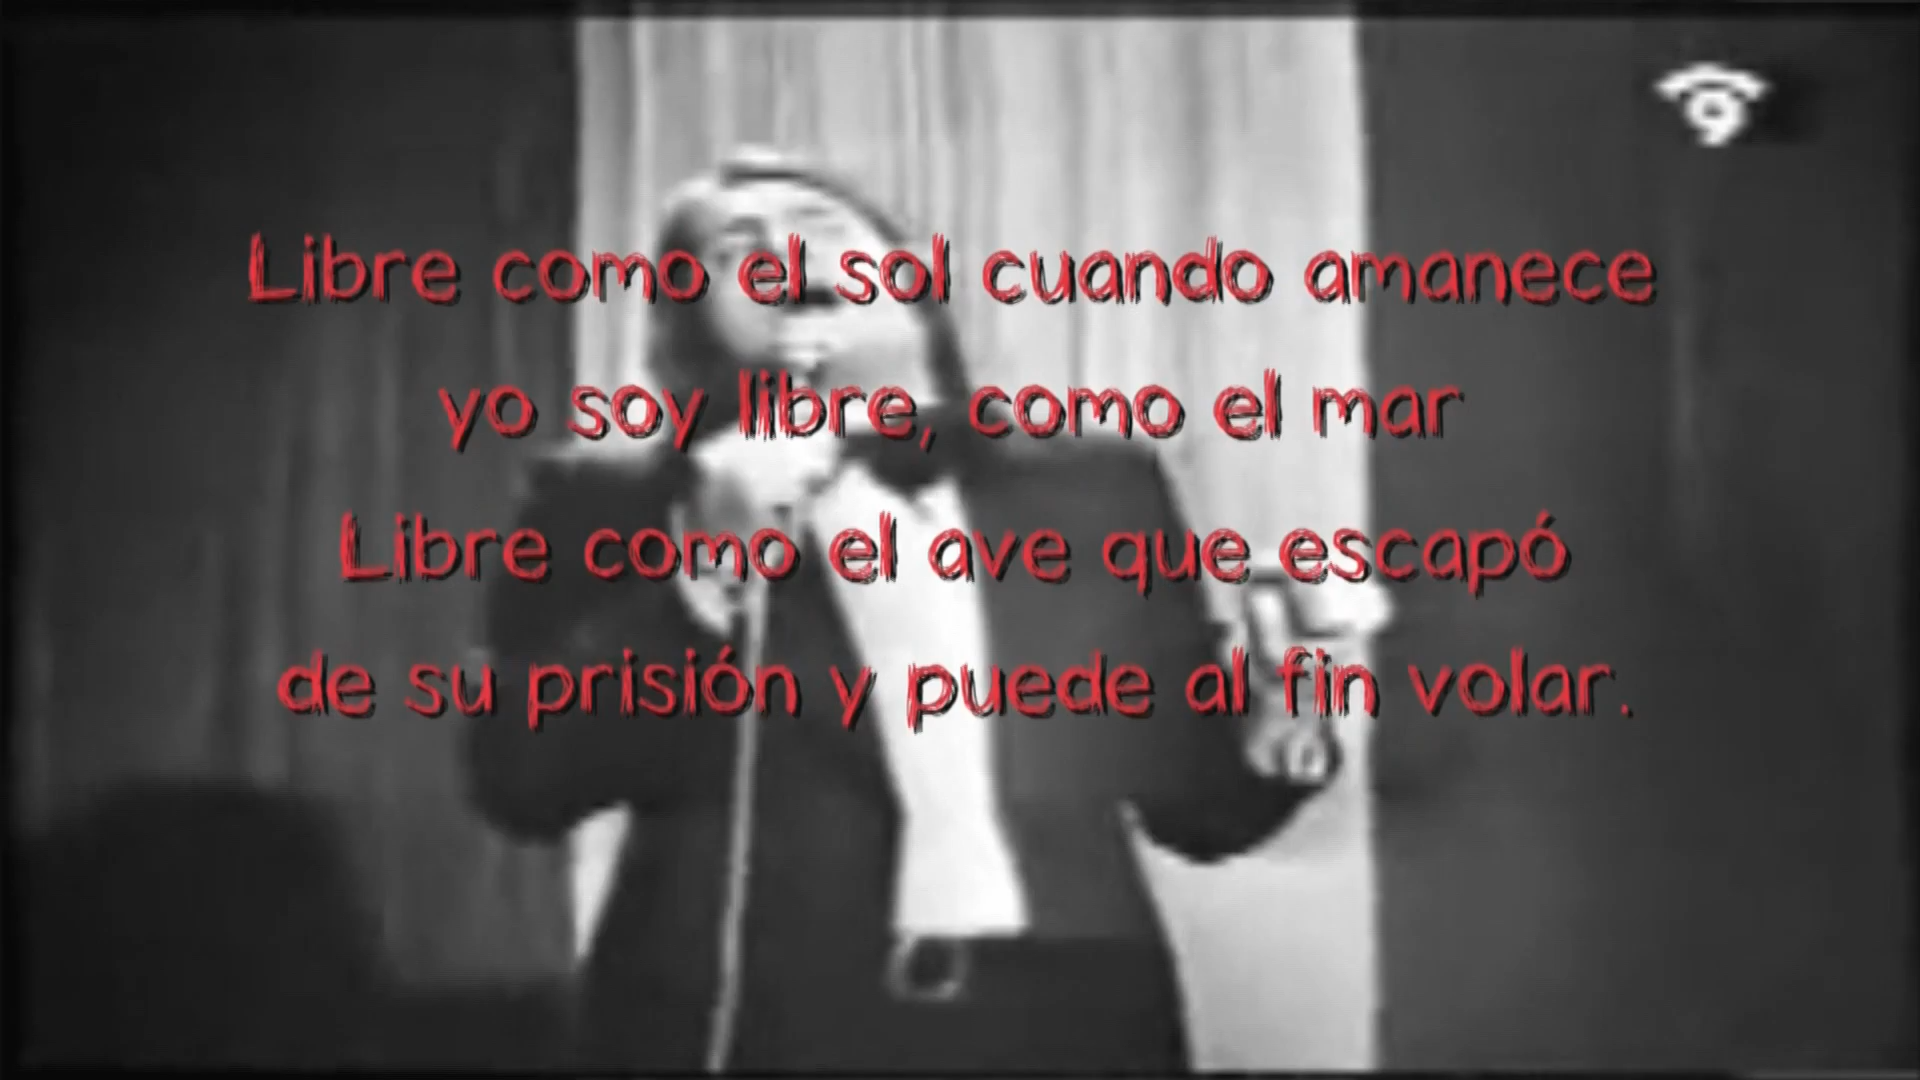 9
Libre como el sol cuando amanece
yo soy libre, como el mar
Libre como el ave que escapó
de su prisión y puede al fin volar.